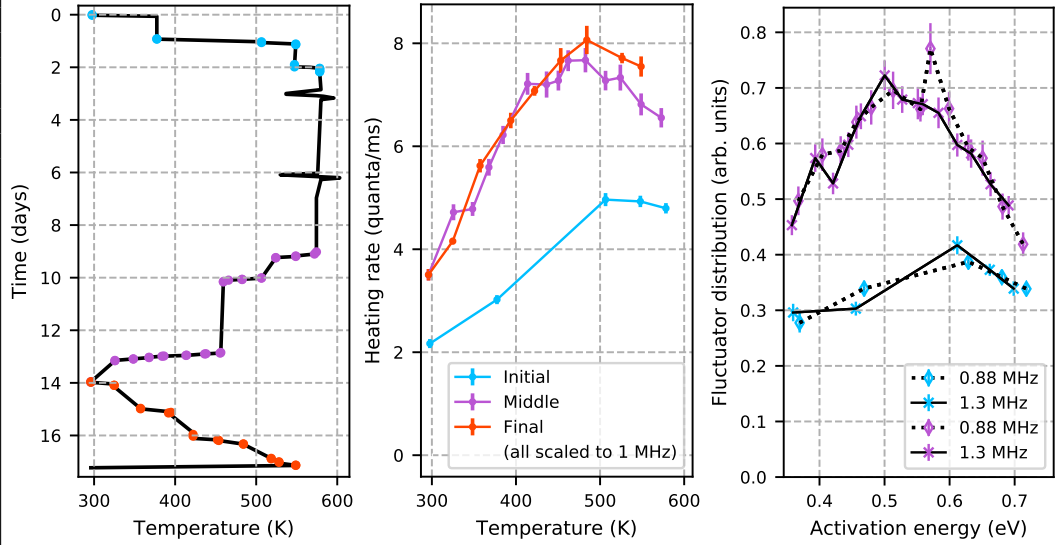 0
2
4
6
8
10
12
14
16
Time (days)
300
400
500
600
Temperature (K)
8
6
4
2
0
Heating rate (quanta/ms)
Initial
Middle
Final
(all scaled to 1 MHz)
300
400
500
600
Temperature (K)
0.8
0.7
0.6
0.5
0.4
0.3
0.2
0.1
0.0
Fluctuator distribution (arb. units)
0.88 MHz
1.3 MHz
0.88 MHz
1.3 MHz
0.4
0.5
0.6
0.7
Activation energy (eV)